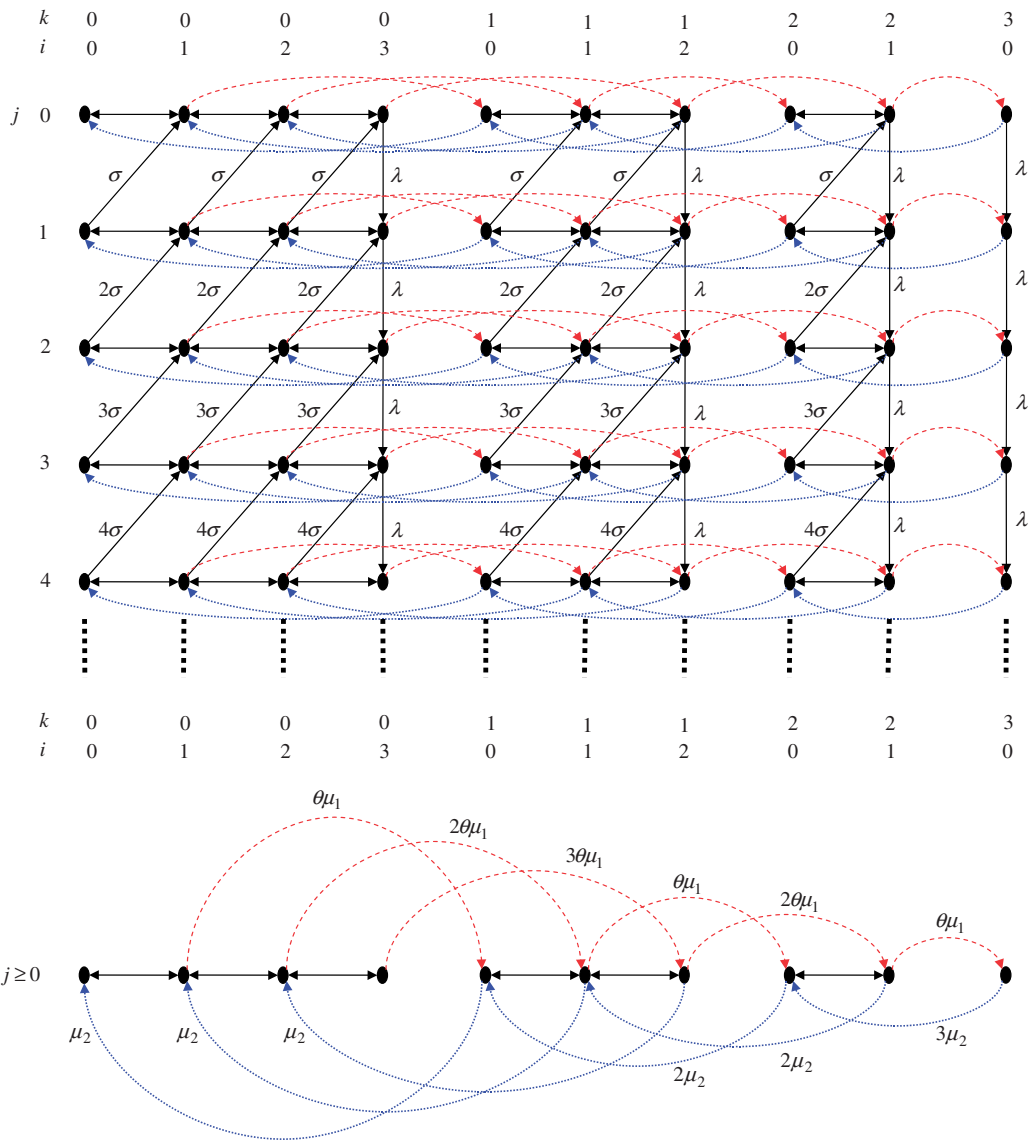 k 0 0 0 0 1 1 1 2 2 3
i 0 1 2 3 0 1 2 0 1 0
j 0
σ σ σ λ σ σ λ σ λ λ
1
2σ 2σ 2σ λ 2σ 2σ λ 2σ λ λ
2
3σ 3σ 3σ λ 3σ 3σ λ 3σ λ λ
3
4σ 4σ 4σ λ 4σ 4σ λ 4σ λ λ
4
k 0 0 0 0 1 1 1 2 2 3
i 0 1 2 3 0 1 2 0 1 0
θμ₁
2θμ₁
3θμ₁ θμ₁ 2θμ₁ θμ₁
j ≥ 0
μ₂ μ₂ μ₂ 2μ₂ 2μ₂ 3μ₂